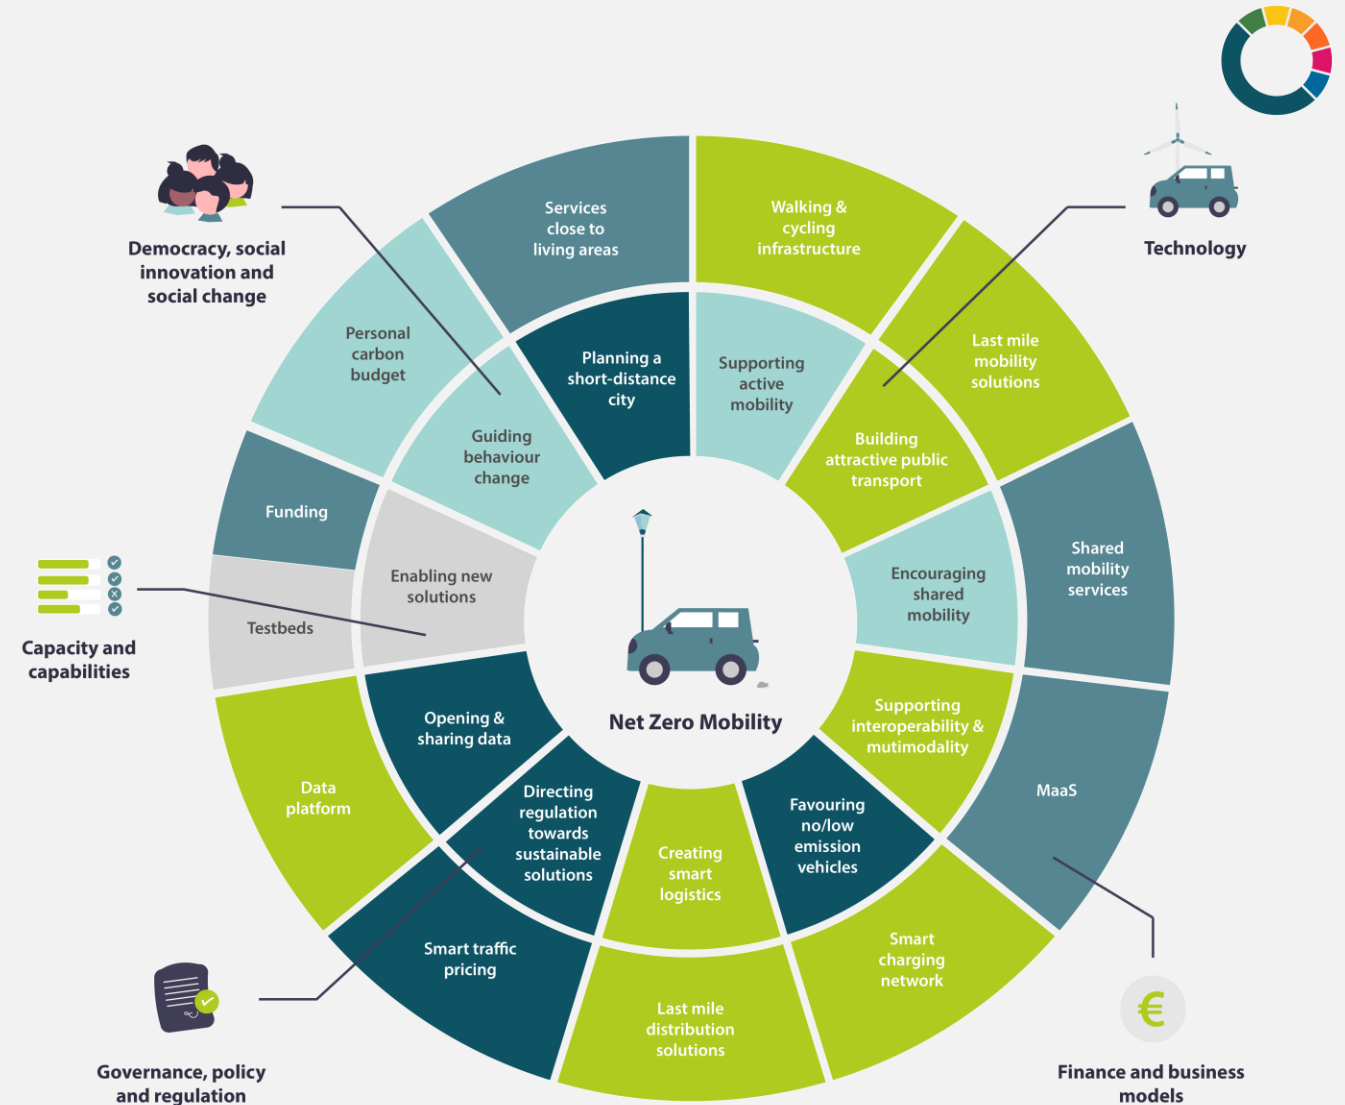 Democracy, social
innovation and
social change
Technology
Services
close to
living areas
Walking &
cycling
infrastructure
Last mile
mobility
solutions
Shared
mobility
services
MaaS
Smart
charging
network
Last mile
distribution
solutions
Smart traffic
pricing
Data
platform
Testbeds
Funding
Personal
carbon
budget
Planning a
short-distance
city
Supporting
active
mobility
Building
attractive public
transport
Encouraging
shared
mobility
Supporting
interoperability &
mutimodality
Favouring
no/low
emission
vehicles
Creating
smart
logistics
Directing
regulation
towards
sustainable
solutions
Opening &
sharing data
Enabling new
solutions
Guiding
behaviour
change
Net Zero Mobility
Capacity and
capabilities
Governance, policy
and regulation
€
Finance and business
models